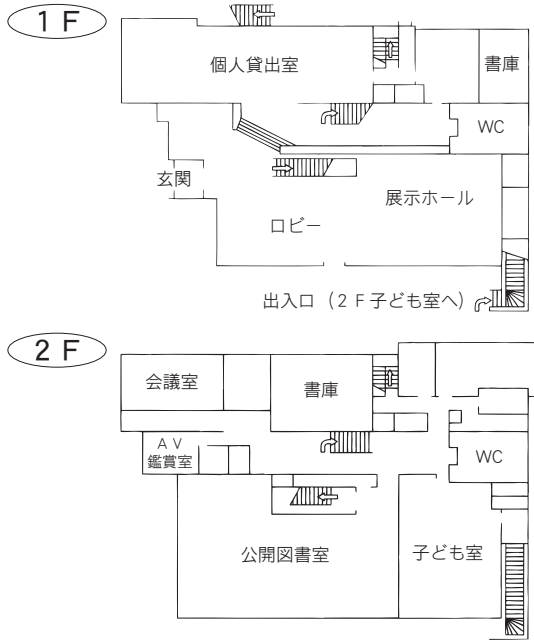 1F
個人貸出室
書庫
WC
玄関
展示ホール
ロビー
出入口（2F子ども室へ）
2F
会議室
書庫
AV
鑑賞室
WC
公開図書室
子ども室